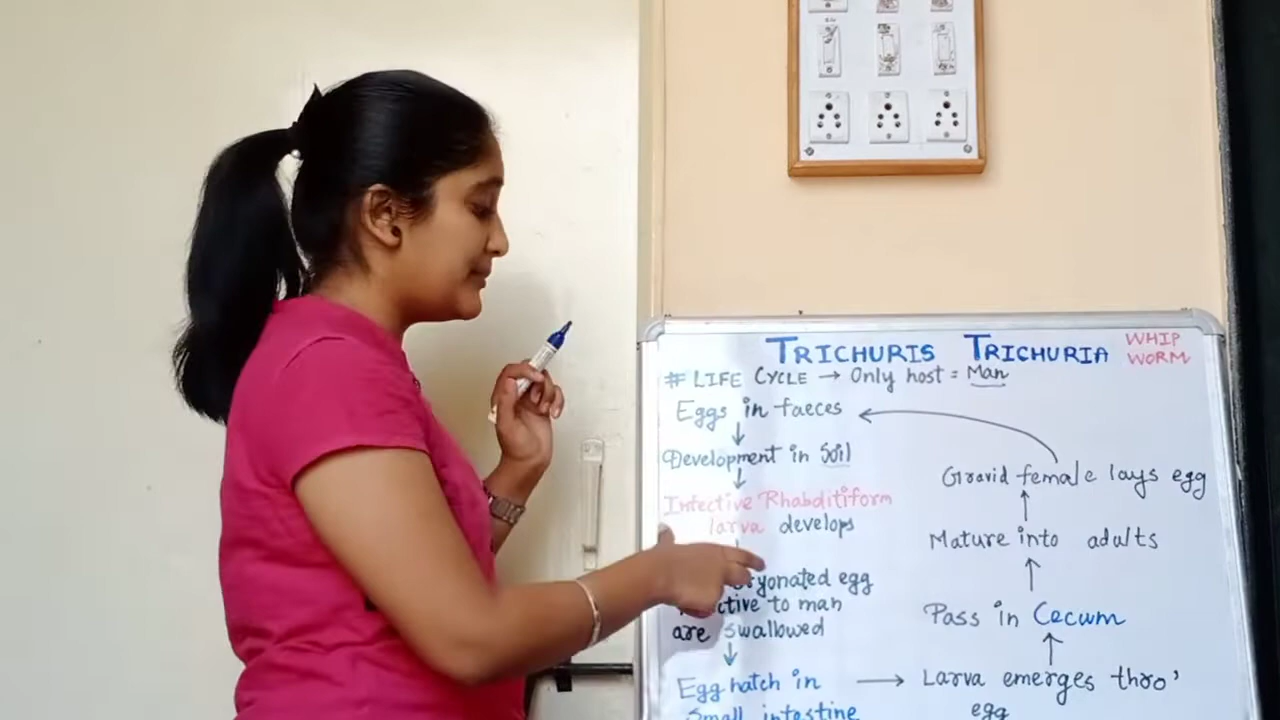 TRICHURIS TRICHURIA WHIP WORM
# LIFE CYCLE → Only host = Man
Eggs in faeces
↓
Development in Soil
↓
Infective Rhabditiform
larva develops
egg
to man
are swallowed
↓
Egg hatch in → Larva emerges thro'
small intestine egg
↑
Pass in Cecum
↑
Mature into adults
↑
Gravid female lays egg